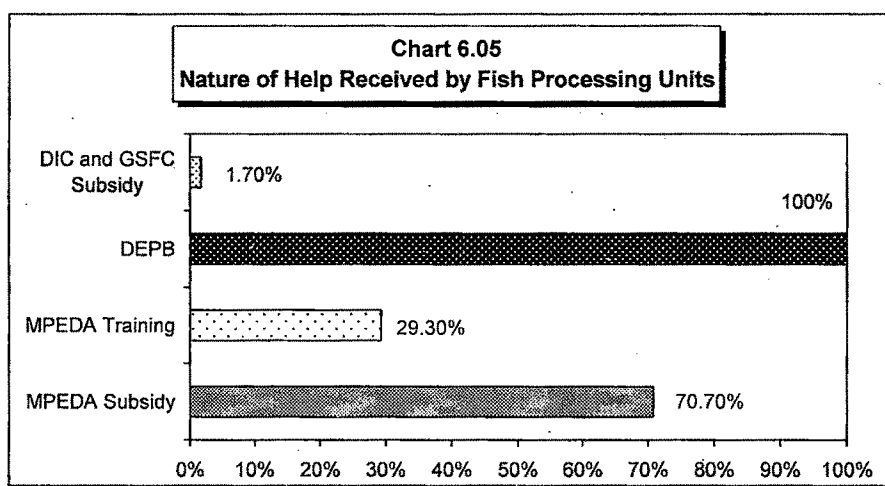 Chart 6.05
Nature of Help Received by Fish Processing Units
DIC and GSFC
Subsidy
1.70%
100%
DEPB
MPEDA Training
29.30%
MPEDA Subsidy
70.70%
0% 10% 20% 30% 40% 50% 60% 70% 80% 90% 100%